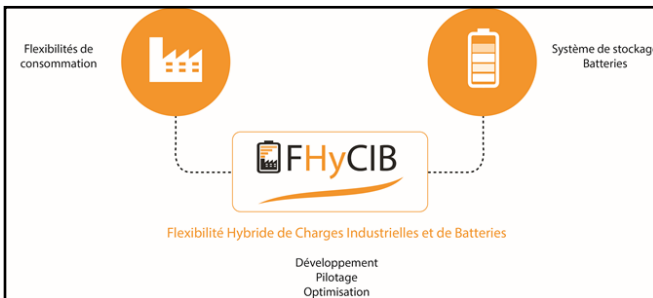 Flexibilités de
consommation
Système de stockage
Batteries
FHyCIB
Flexibilité Hybride de Charges Industrielles et de Batteries
Développement
Pilotage
Optimisation